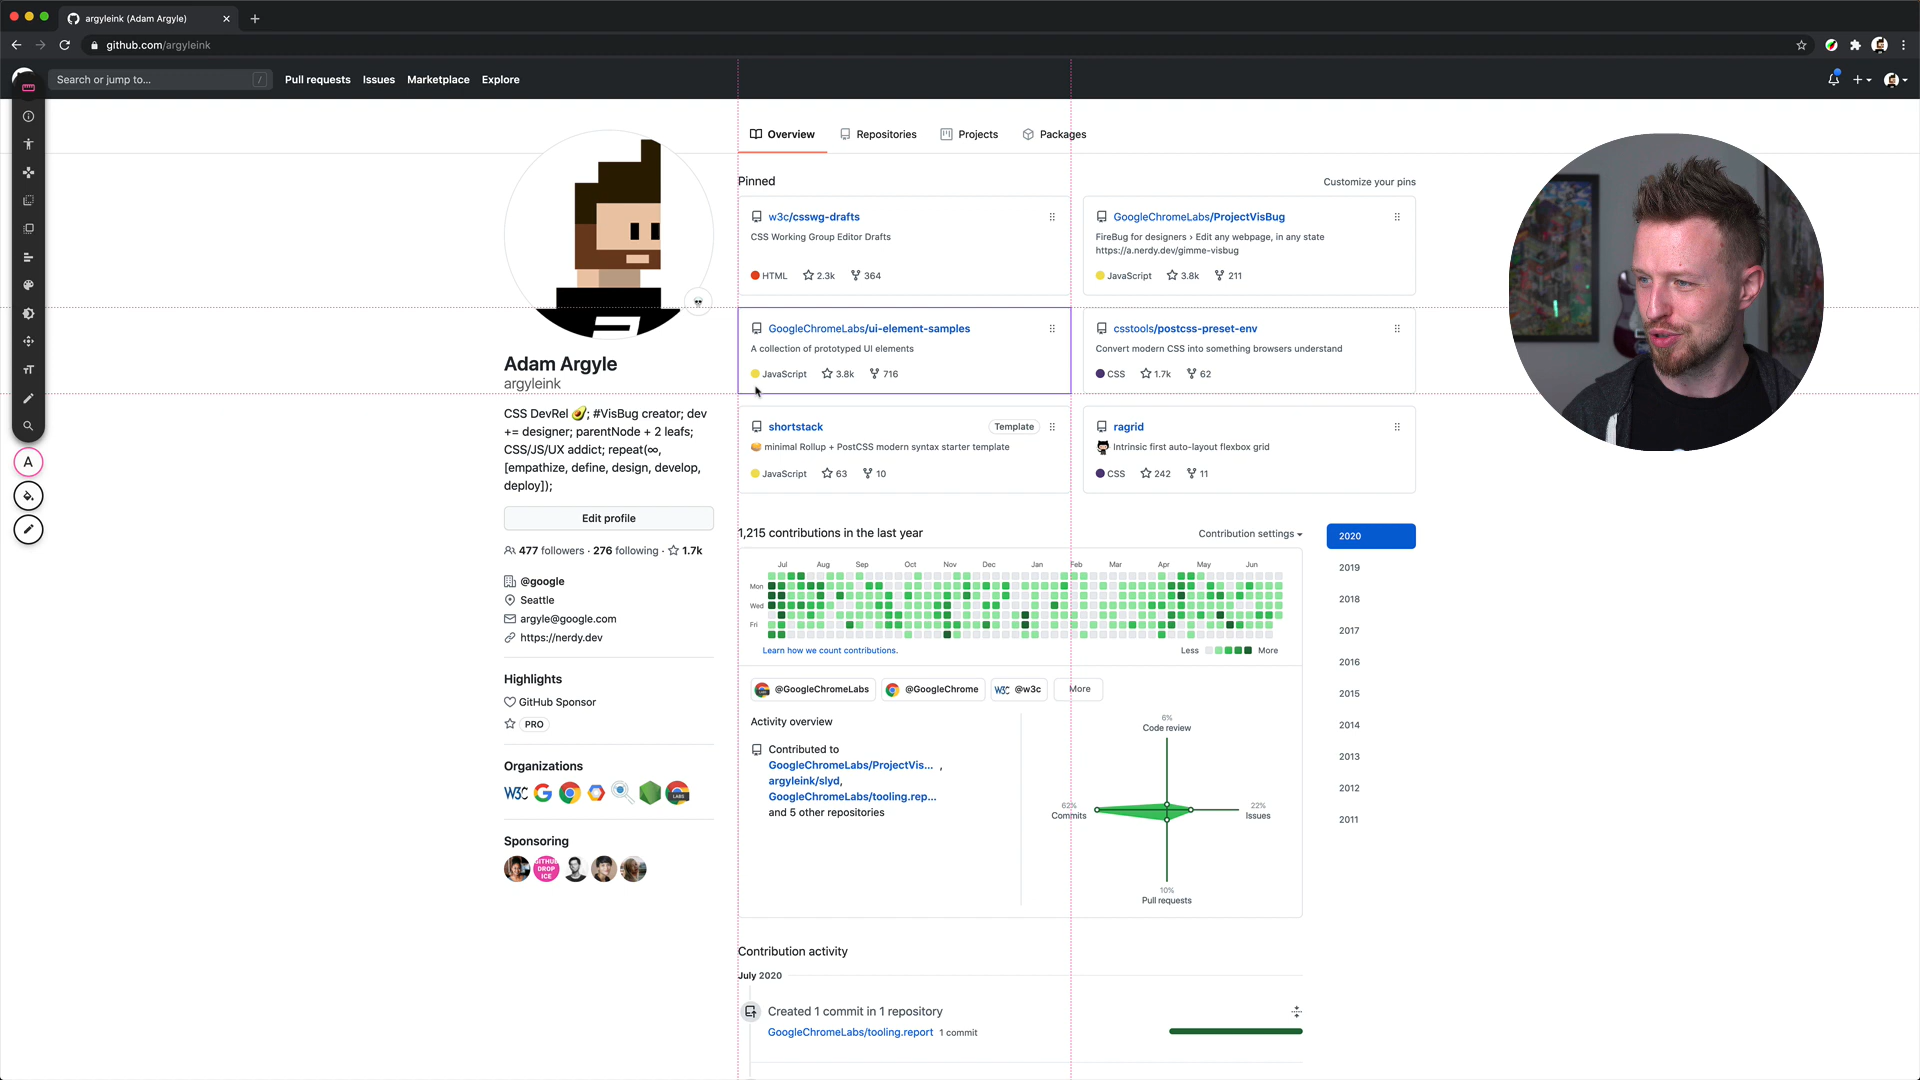 argyleink (Adam Argyle)
github.com/argyleink
Search or jump to... /
Pull requests Issues Marketplace Explore
Overview Repositories Projects Packages
Pinned
Customize your pins
w3c/csswg-drafts
CSS Working Group Editor Drafts
HTML 2.3k 364
GoogleChromeLabs/ProjectVisBug
FireBug for designers › Edit any webpage, in any state
https://a.nerdy.dev/gimme-visbug
JavaScript 3.8k 211
GoogleChromeLabs/ui-element-samples
A collection of prototyped UI elements
JavaScript 3.8k 716
csstools/postcss-preset-env
Convert modern CSS into something browsers understand
CSS 1.7k 62
shortstack
Template
minimal Rollup + PostCSS modern syntax starter template
JavaScript 63 10
ragrid
Intrinsic first auto-layout flexbox grid
CSS 242 11
Adam Argyle
argyleink
CSS DevRel 🥑; #VisBug creator; dev
+= designer; parentNode + 2 leafs;
CSS/JS/UX addict; repeat(∞,
[empathize, define, design, develop,
deploy]);
Edit profile
477 followers · 276 following · 1.7k
@google
Seattle
argyle@google.com
https://nerdy.dev
Highlights
GitHub Sponsor
PRO
Organizations
W3C
LABS
Sponsoring
GITHUB
DROP
ICE
A
1,215 contributions in the last year
Contribution settings
Jul Aug Sep Oct Nov Dec Jan Feb Mar Apr May Jun
Mon
Wed
Fri
Learn how we count contributions.
Less More
@GoogleChromeLabs @GoogleChrome W3C @w3c More
Activity overview
Contributed to
GoogleChromeLabs/ProjectVis... ,
argyleink/slyd,
GoogleChromeLabs/tooling.rep...
and 5 other repositories
6%
Code review
62%
Commits
22%
Issues
10%
Pull requests
2020
2019
2018
2017
2016
2015
2014
2013
2012
2011
Contribution activity
July 2020
Created 1 commit in 1 repository
GoogleChromeLabs/tooling.report 1 commit